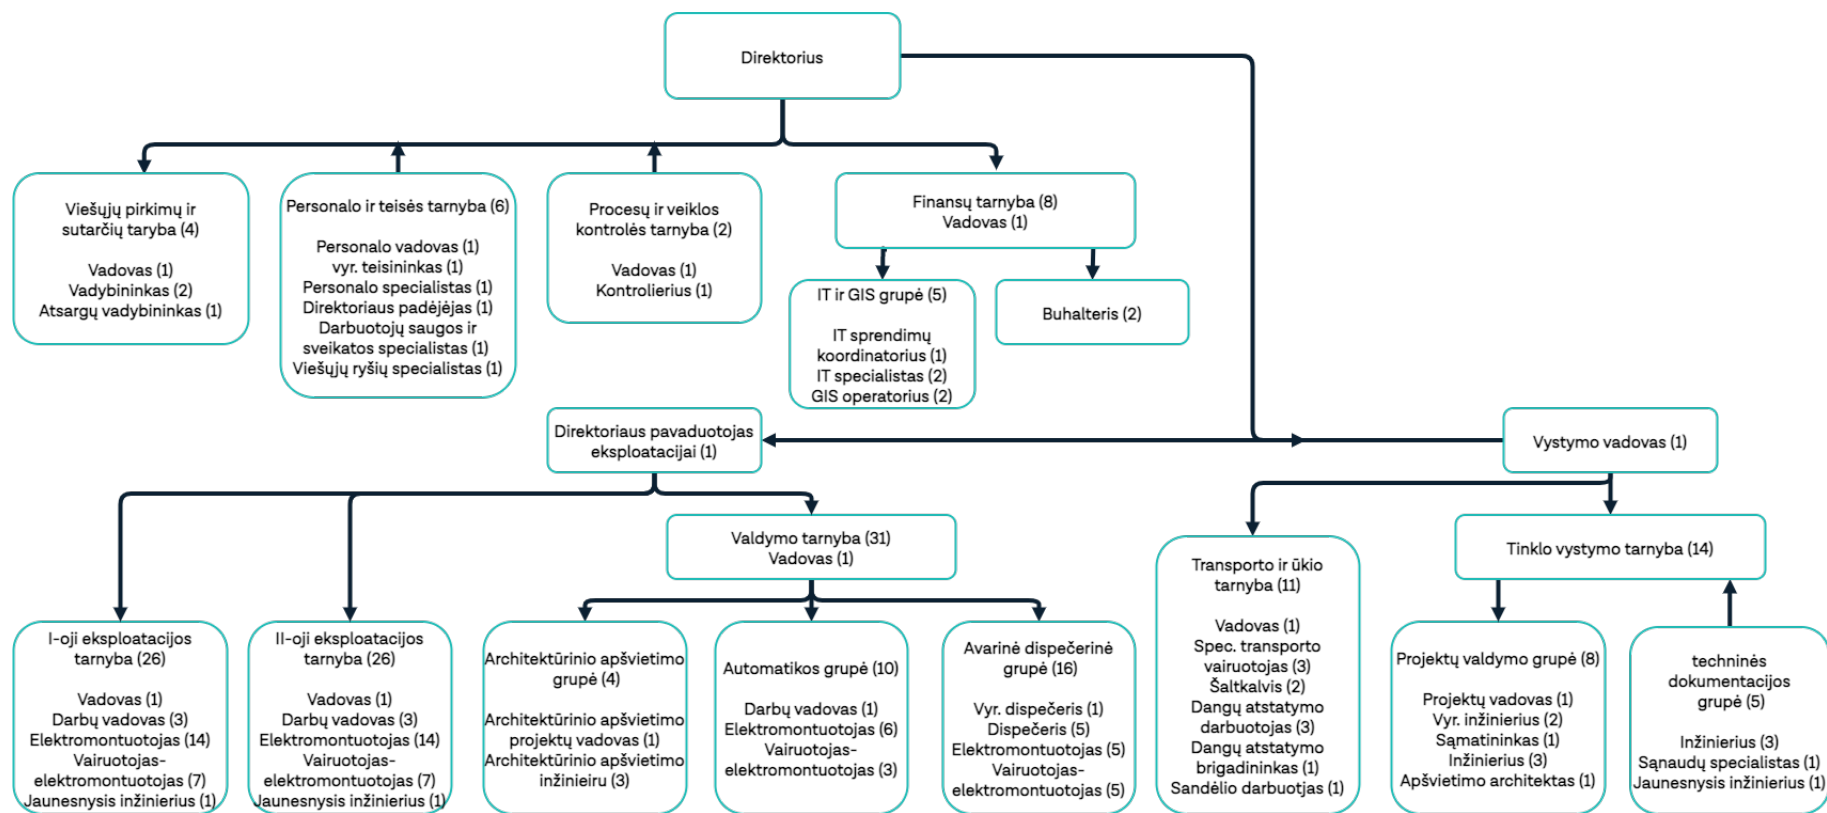 Direktorius
Viešųjų pirkimų ir
sutarčių taryba (4)
Vadovas (1)
Vadybininkas (2)
Atsargų vadybininkas (1)
Personalo ir teisės tarnyba (6)
Personalo vadovas (1)
vyr. teisininkas (1)
Personalo specialistas (1)
Direktoriaus padėjėjas (1)
Darbuotojų saugos ir
sveikatos specialistas (1)
Viešųjų ryšių specialistas (1)
Procesų ir veiklos
kontrolės tarnyba (2)
Vadovas (1)
Kontrolierius (1)
Finansų tarnyba (8)
Vadovas (1)
IT ir GIS grupė (5)
IT sprendimų
koordinatorius (1)
IT specialistas (2)
GIS operatorius (2)
Buhalteris (2)
Direktoriaus pavaduotojas
eksploatacijai (1)
Vystymo vadovas (1)
Valdymo tarnyba (31)
Vadovas (1)
Tinklo vystymo tarnyba (14)
I-oji eksploatacijos
tarnyba (26)
Vadovas (1)
Darbų vadovas (3)
Elektromontuotojas (14)
Vairuotojas-
elektromontuotojas (7)
Jaunesnysis inžinierius (1)
II-oji eksploatacijos
tarnyba (26)
Vadovas (1)
Darbų vadovas (3)
Elektromontuotojas (14)
Vairuotojas-
elektromontuotojas (7)
Jaunesnysis inžinierius (1)
Architektūrinio apšvietimo
grupė (4)
Architektūrinio apšvietimo
projektų vadovas (1)
Architektūrinio apšvietimo
inžinieiru (3)
Automatikos grupė (10)
Darbų vadovas (1)
Elektromontuotojas (6)
Vairuotojas-
elektromontuotojas (3)
Avarinė dispečerinė
grupė (16)
Vyr. dispečeris (1)
Dispečeris (5)
Elektromontuotojas (5)
Vairuotojas-
elektromontuotojas (5)
Transporto ir ūkio
tarnyba (11)
Vadovas (1)
Spec. transporto
vairuotojas (3)
Šaltkalvis (2)
Dangų atstatymo
darbuotojas (3)
Dangų atstatymo
brigadininkas (1)
Sandėlio darbuotjas (1)
Projektų valdymo grupė (8)
Projektų vadovas (1)
Vyr. inžinierius (2)
Sąmatininkas (1)
Inžinierius (3)
Apšvietimo architektas (1)
techninės
dokumentacijos
grupė (5)
Inžinierius (3)
Sąnaudų specialistas (1)
Jaunesnysis inžinierius (1)